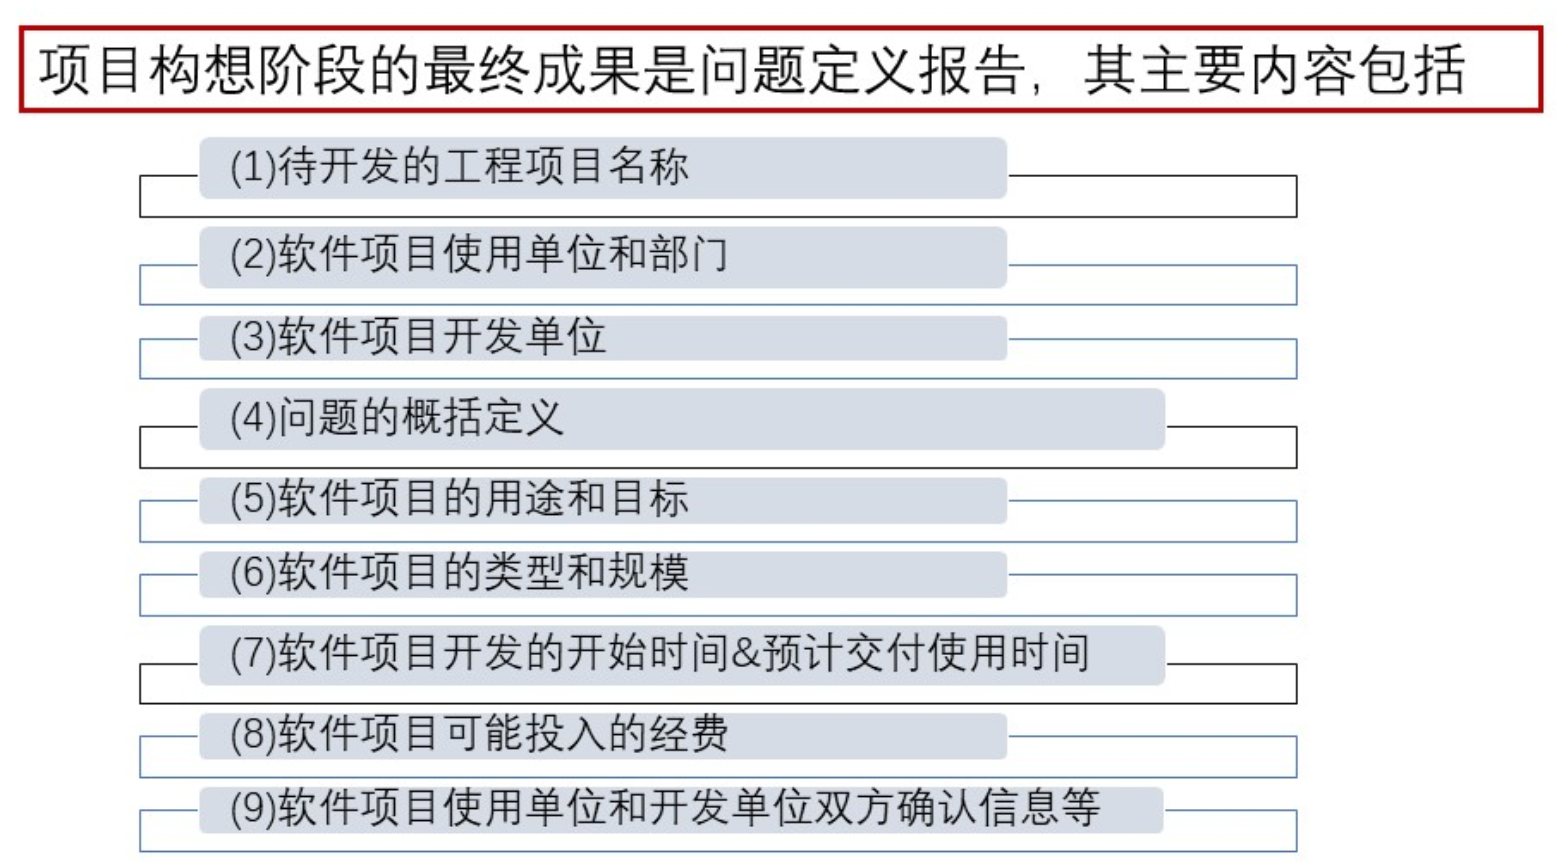 项目构想阶段的最终成果是问题定义报告，其主要内容包括
(1)待开发的工程项目名称
(2)软件项目使用单位和部门
(3)软件项目开发单位
(4)问题的概括定义
(5)软件项目的用途和目标
(6)软件项目的类型和规模
(7)软件项目开发的开始时间&预计交付使用时间
(8)软件项目可能投入的经费
(9)软件项目使用单位和开发单位双方确认信息等